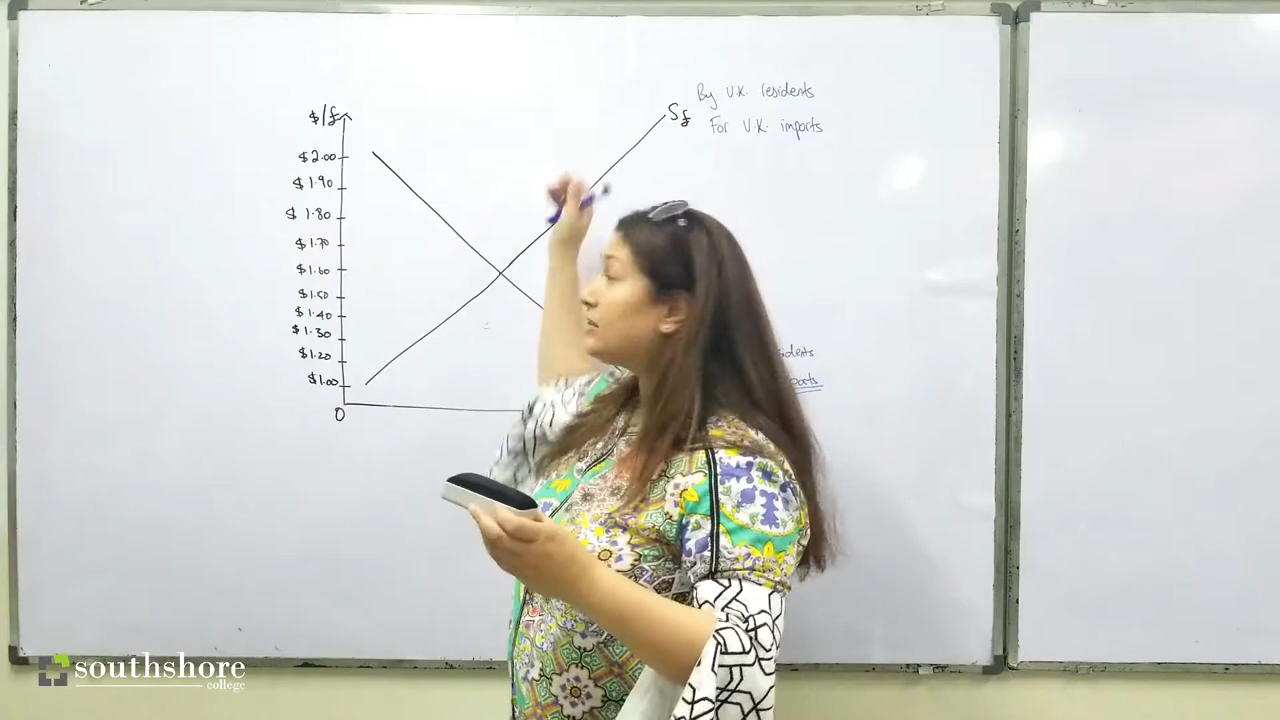 By U.K. residents
S£
For U.K. imports
$/£
$2.00
$1.90
$1.80
$1.70
$1.60
$1.50
$1.40
$1.30
$1.20
$1.00
0
southshore
college